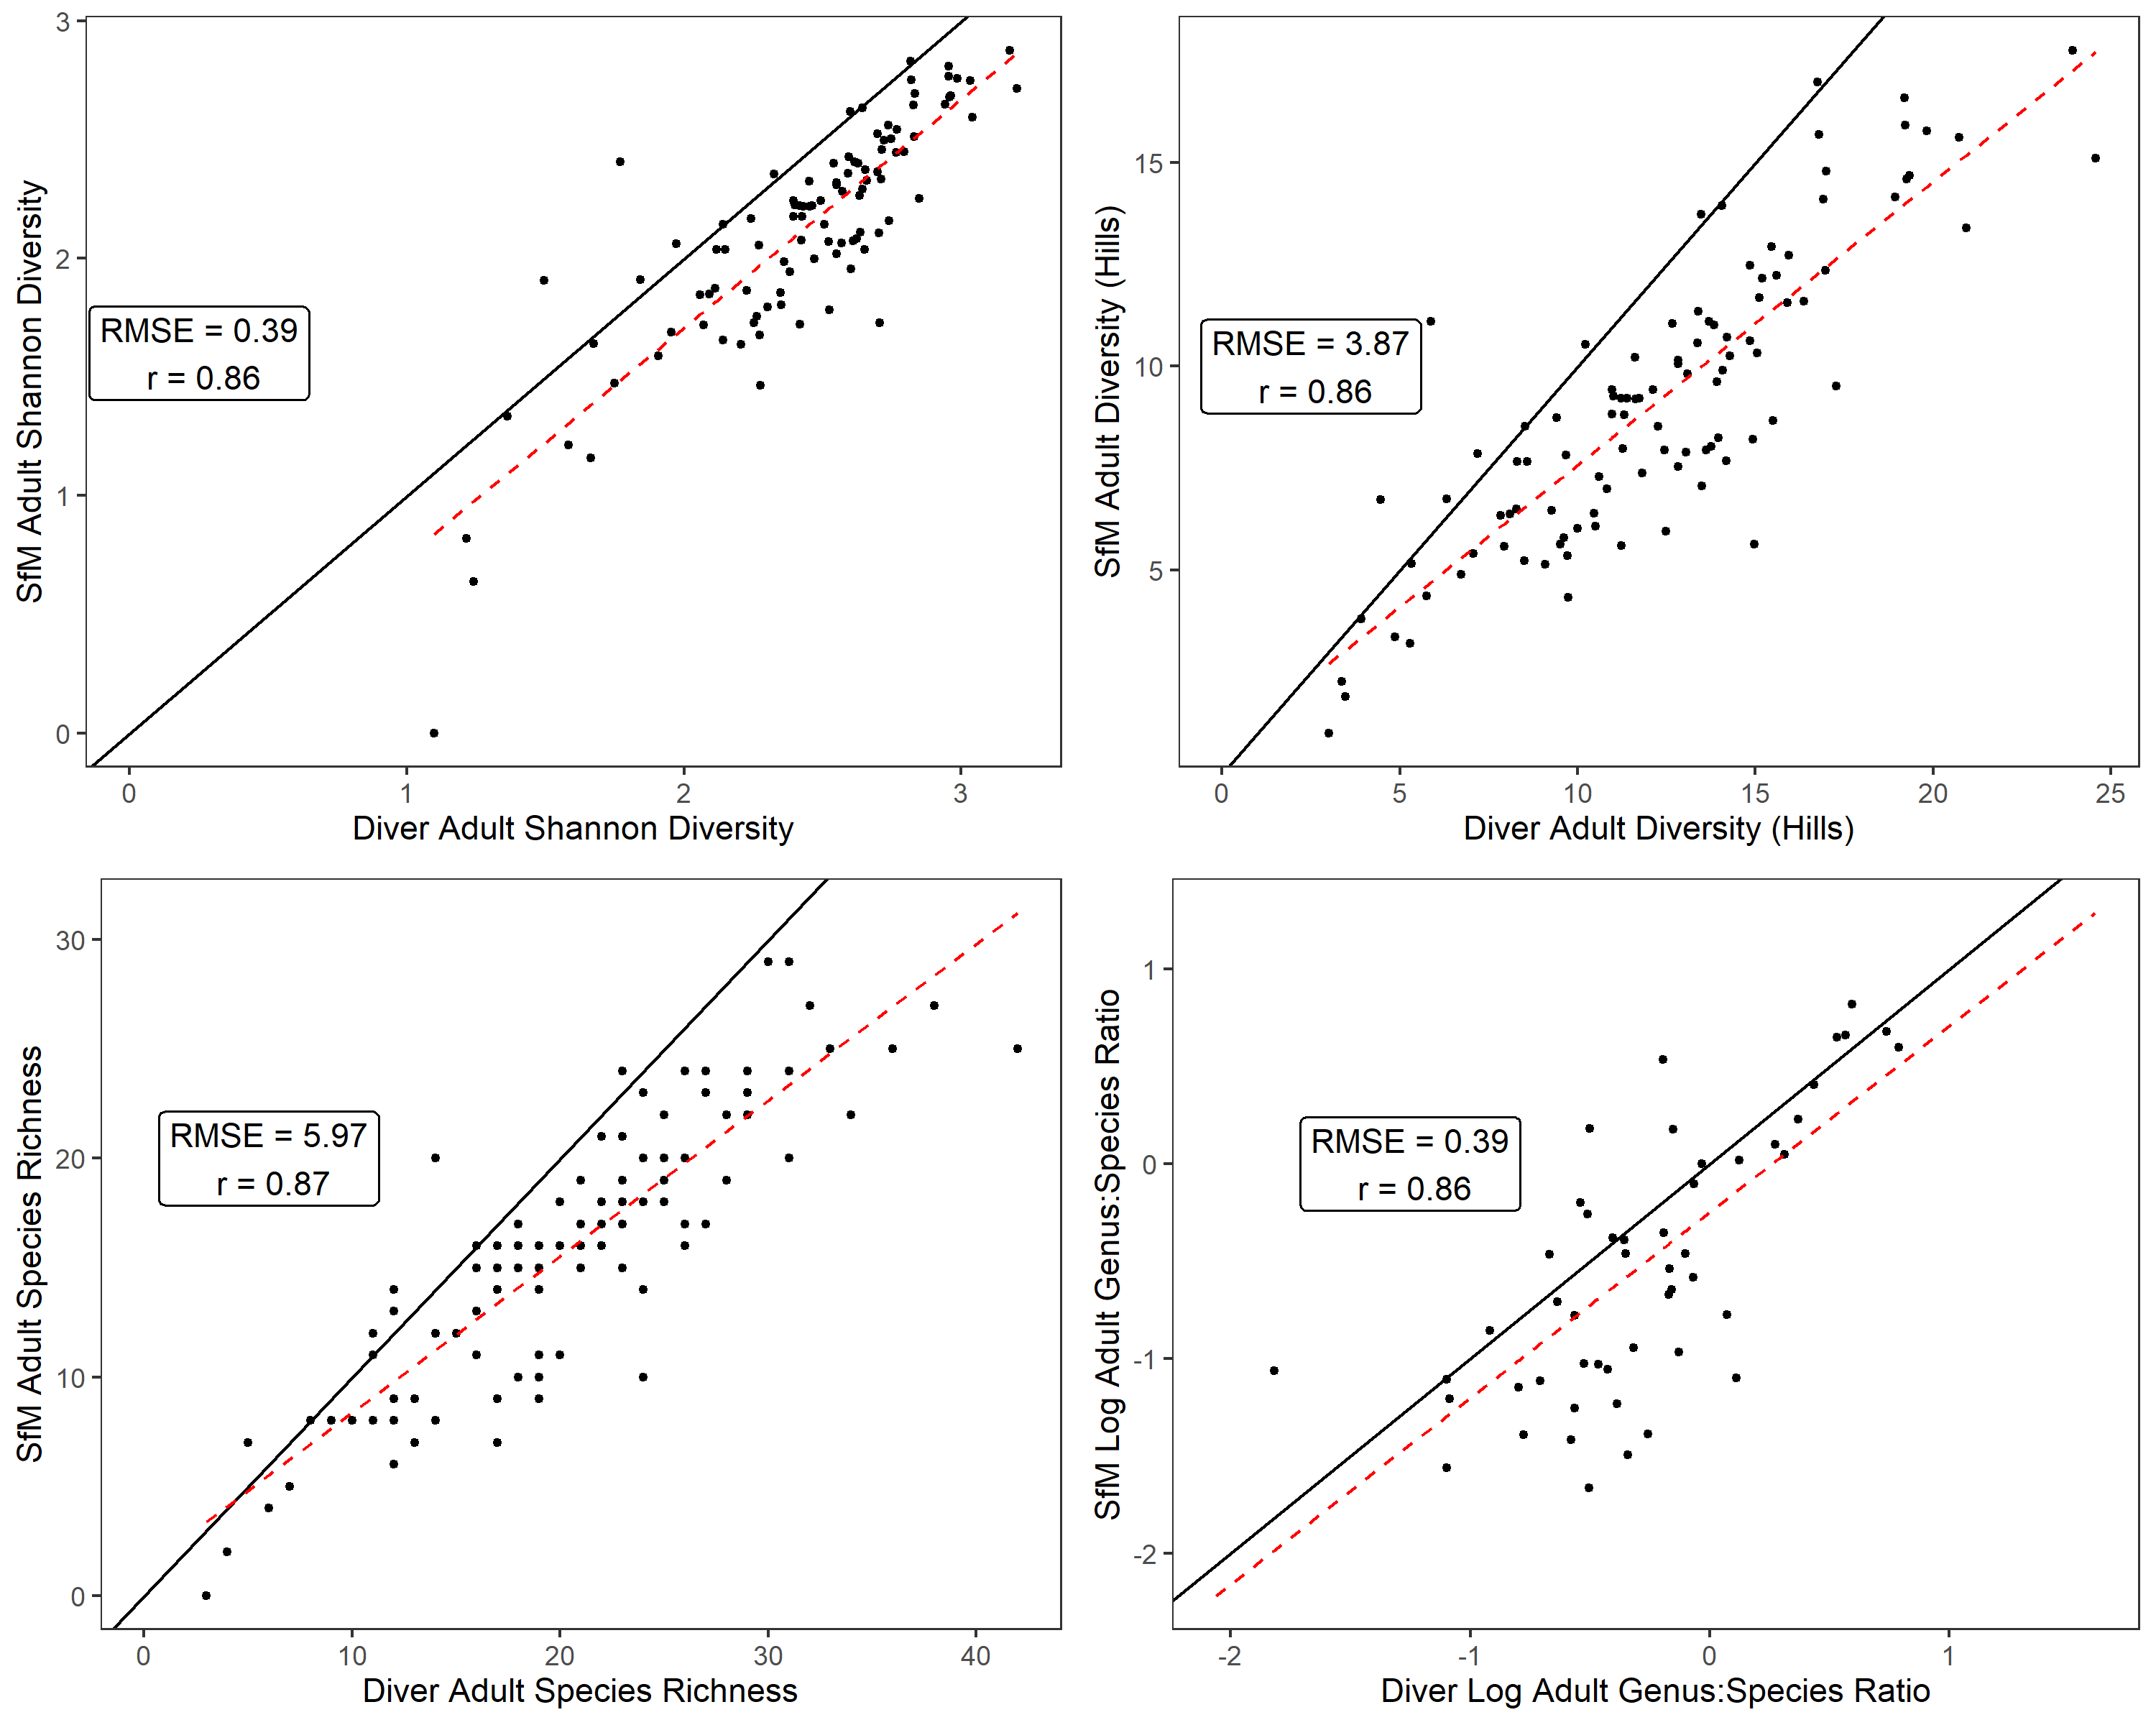 3
2
1
0
SfM Adult Shannon Diversity
RMSE = 0.39
r = 0.86
0
1
2
3
Diver Adult Shannon Diversity
15
10
5
SfM Adult Diversity (Hills)
RMSE = 3.87
r = 0.86
0
5
10
15
20
25
Diver Adult Diversity (Hills)
30
20
10
0
SfM Adult Species Richness
RMSE = 5.97
r = 0.87
0
10
20
30
40
Diver Adult Species Richness
1
0
-1
-2
SfM Log Adult Genus:Species Ratio
RMSE = 0.39
r = 0.86
-2
-1
0
1
Diver Log Adult Genus:Species Ratio